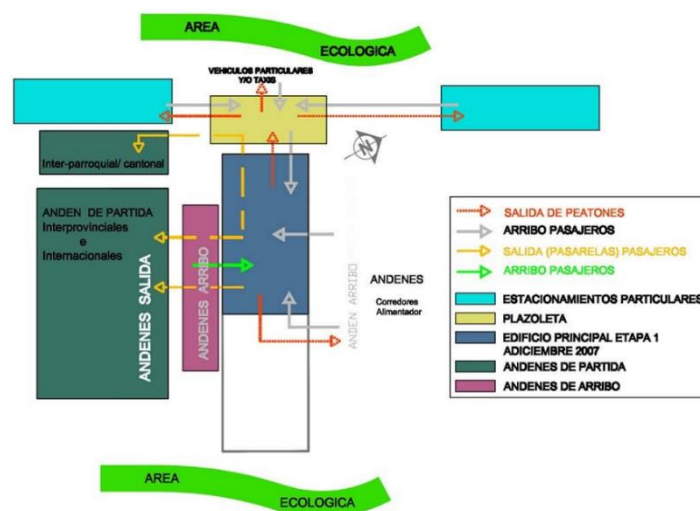 AREA
ECOLOGICA
VEHICULOS PARTICULARES
Y/O TAXIS
Inter-parroquial/ cantonal
ANDEN DE PARTIDA
Interprovinciales
e
Internacionales
ANDENES SALIDA
ANDENES ARRIBO
ANDEN ARRIBO
ANDENES
Corredores
Alimentador
SALIDA DE PEATONES
ARRIBO PASAJEROS
SALIDA (PASARELAS) PASAJEROS
ARRIBO PASAJEROS
ESTACIONAMIENTOS PARTICULARES
PLAZOLETA
EDIFICIO PRINCIPAL ETAPA 1
ADICIEMBRE 2007
ANDENES DE PARTIDA
ANDENES DE ARRIBO
AREA
ECOLOGICA